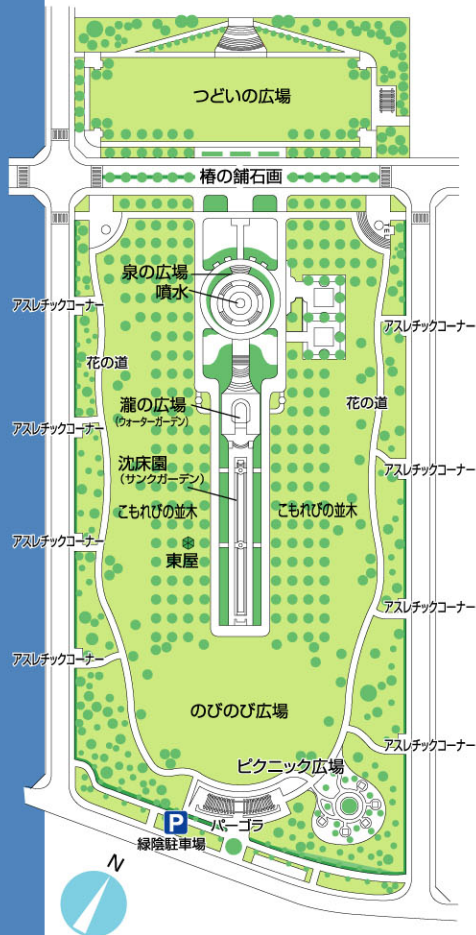 つどいの広場
椿の舗石画
泉の広場
噴水
アスレチックコーナー
アスレチックコーナー
花の道
花の道
瀧の広場
(ウォーターガーデン)
アスレチックコーナー
アスレチックコーナー
沈床園
(サンクガーデン)
こもれびの並木
こもれびの並木
アスレチックコーナー
東屋
アスレチックコーナー
アスレチックコーナー
のびのび広場
アスレチックコーナー
ピクニック広場
P
パーゴラ
緑陰駐車場
N